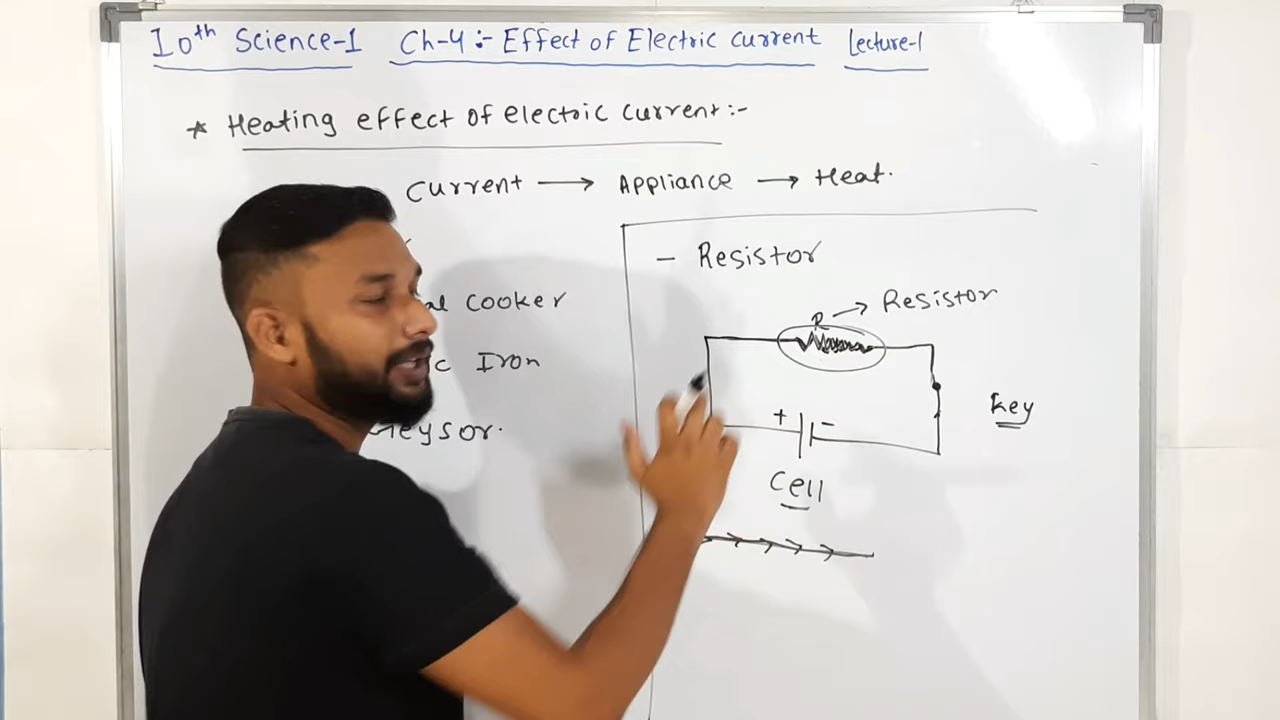 10th Science-1 Ch-4:- Effect of Electric current Lecture-1
* Heating effect of electric current:-
Current → Appliance → Heat.
cooker
Iron
Geysor.
- Resistor
R → Resistor
+ -
Key
Cell